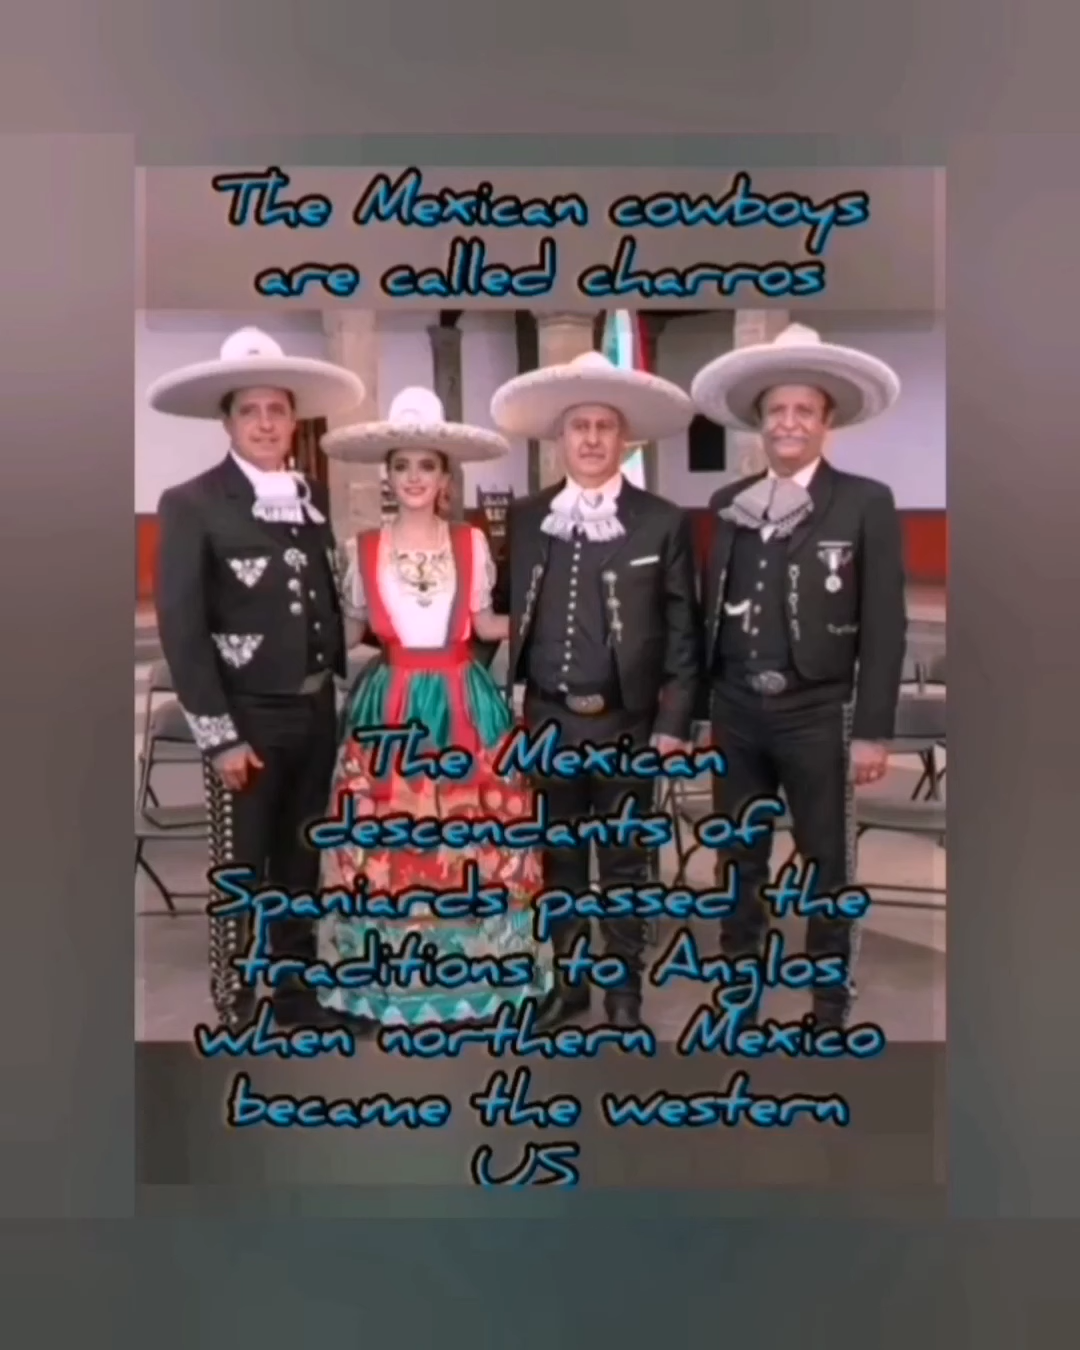 The Mexican cowboys
are called charros
The Mexican
descendants of
Spaniards passed the
traditions to Anglos
when northern Mexico
became the western
US